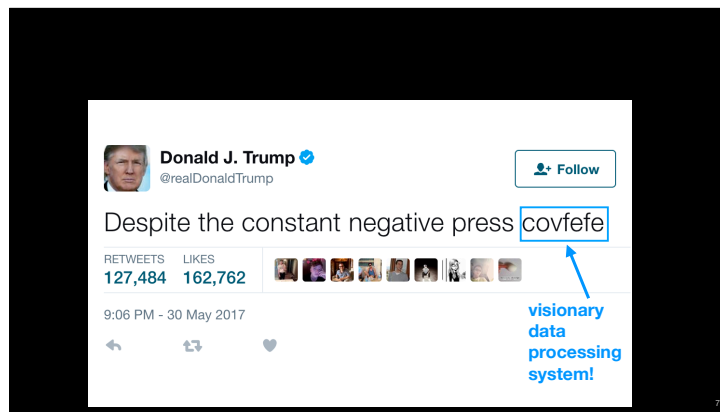 Donald J. Trump
@realDonaldTrump
Follow
Despite the constant negative press covfefe
RETWEETS LIKES
127,484 162,762
9:06 PM - 30 May 2017
visionary
data
processing
system!
7